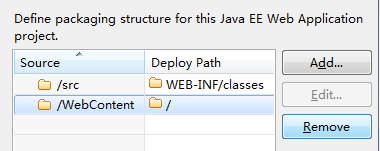 Define packaging structure for this Java EE Web Application
project.
Source Deploy Path
/src WEB-INF/classes
/WebContent /
Add...
Edit...
Remove